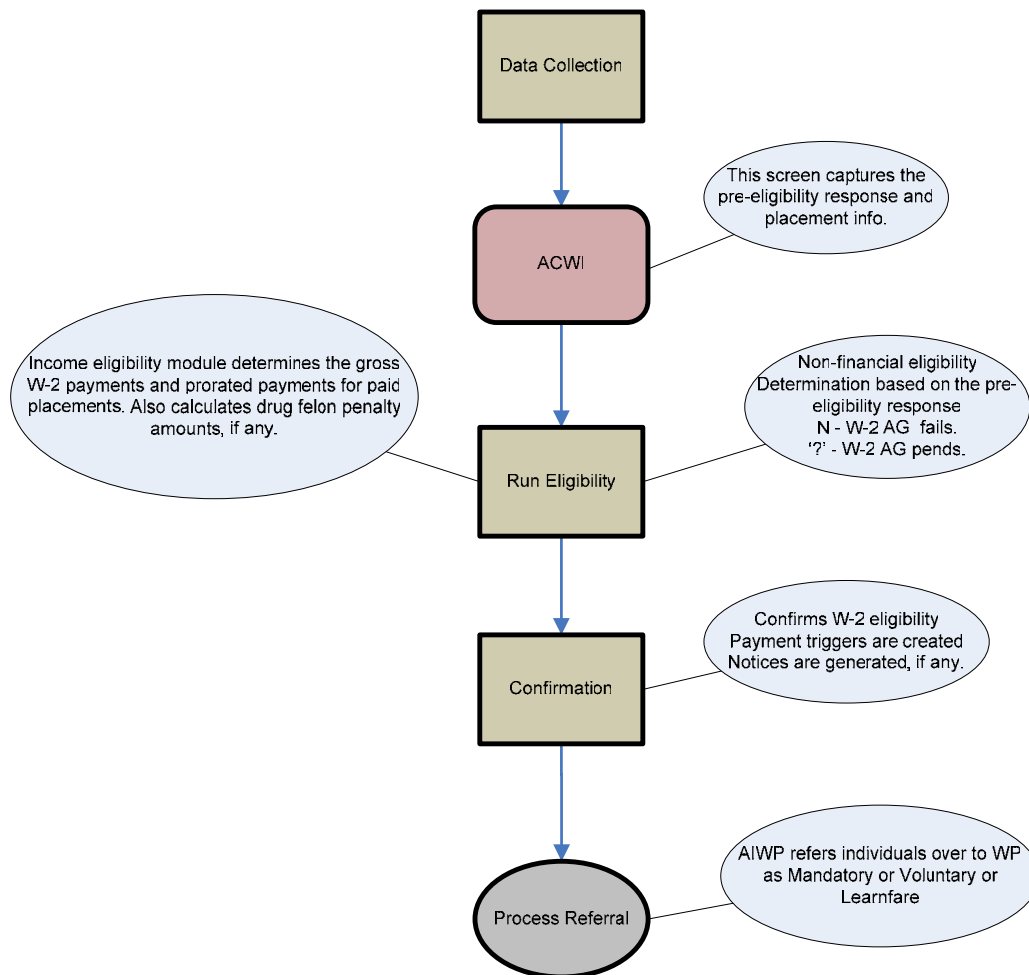 Data Collection
This screen captures the
pre-eligibility response and
placement info.
ACWI
Income eligibility module determines the gross
W-2 payments and prorated payments for paid
placements. Also calculates drug felon penalty
amounts, if any.
Non-financial eligibility
Determination based on the pre-
eligibility response
N - W-2 AG fails.
‘?’ - W-2 AG pends.
Run Eligibility
Confirms W-2 eligibility
Payment triggers are created
Notices are generated, if any.
Confirmation
AIWP refers individuals over to WP
as Mandatory or Voluntary or
Learnfare
Process Referral